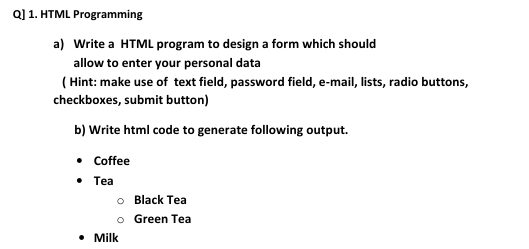 Q] 1. HTML Programming
a) Write a HTML program to design a form which should
allow to enter your personal data
( Hint: make use of text field, password field, e-mail, lists, radio buttons,
checkboxes, submit button)
b) Write html code to generate following output.
• Coffee
• Tea
o Black Tea
o Green Tea
• Milk